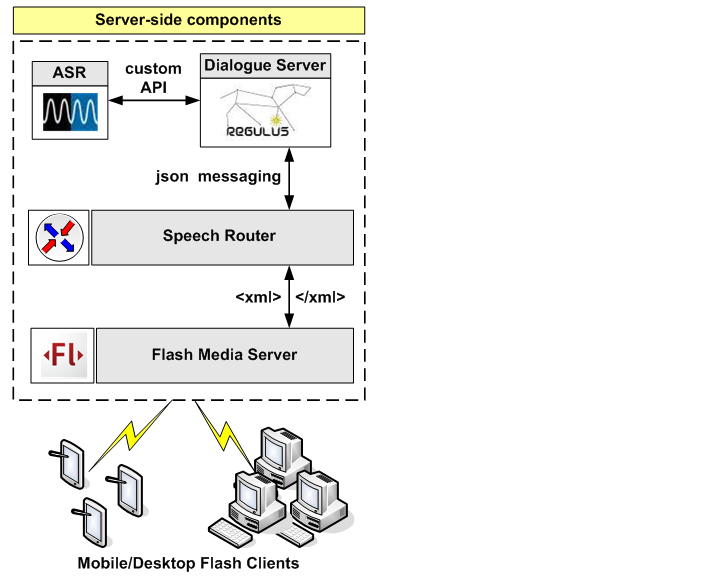 Server-side components
ASR
custom
API
Dialogue Server
REGULUS
json messaging
Speech Router
<xml> </xml>
Fl
Flash Media Server
Mobile/Desktop Flash Clients